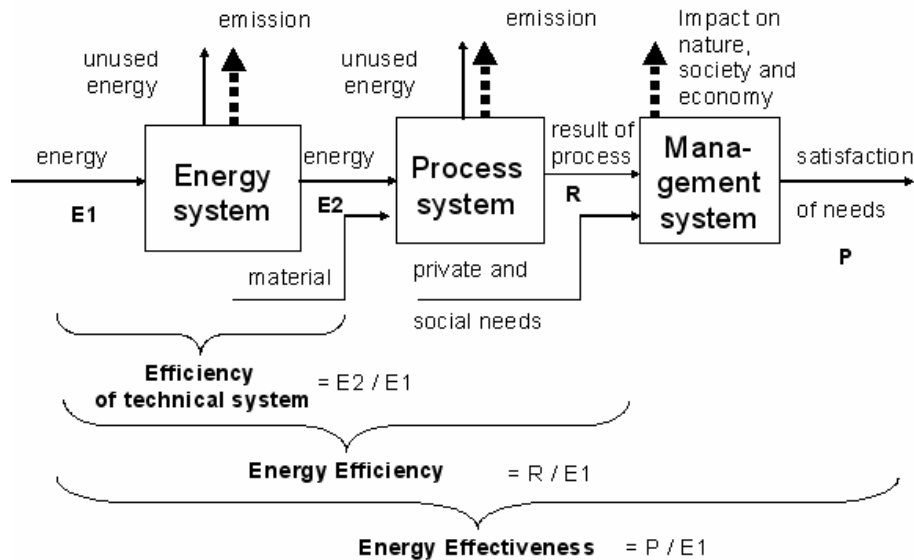 emission
unused
energy
emission
unused
energy
Impact on
nature,
society and
economy
energy
E1
Energy
system
energy
E2
material
Process
system
result of
process
R
private and
social needs
Mana-
gement
system
satisfaction
of needs
P
Efficiency
of technical system = E2 / E1
Energy Efficiency = R / E1
Energy Effectiveness = P / E1